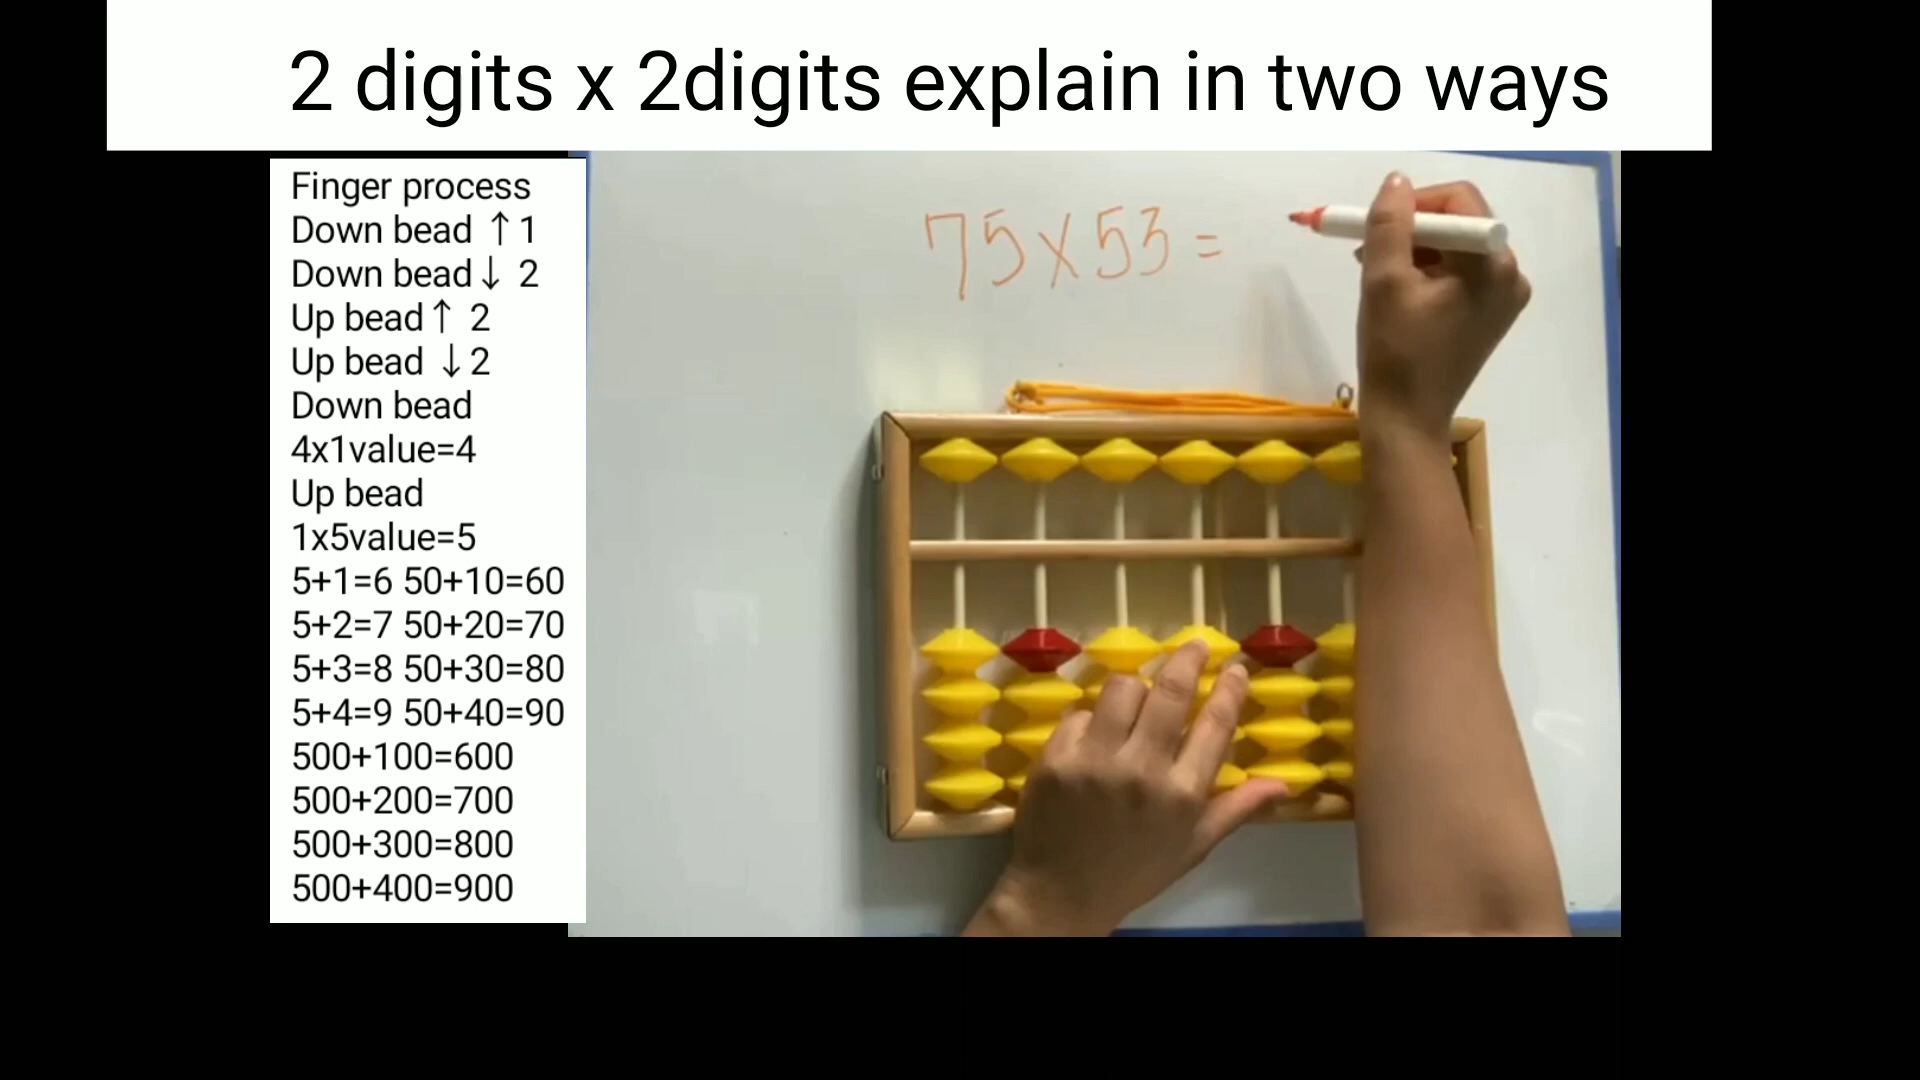 2 digits x 2digits explain in two ways
Finger process
Down bead ↑ 1
Down bead↓ 2
Up bead↑ 2
Up bead ↓2
Down bead
4x1value=4
Up bead
1x5value=5
5+1=6 50+10=60
5+2=7 50+20=70
5+3=8 50+30=80
5+4=9 50+40=90
500+100=600
500+200=700
500+300=800
500+400=900
75x53=